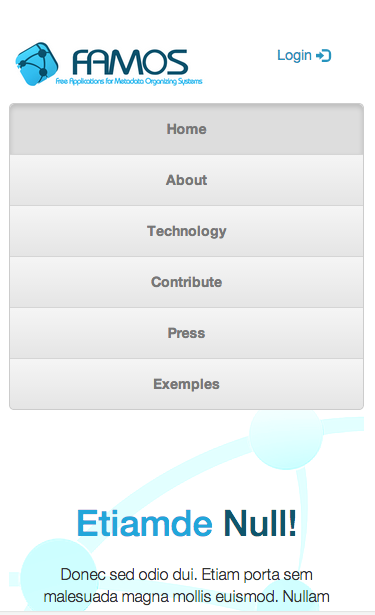 FAMOS
Free Applications for Metadata Organizing Systems
Login
Home
About
Technology
Contribute
Press
Exemples
Etiamde Null!
Donec sed odio dui. Etiam porta sem
malesuada magna mollis euismod. Nullam